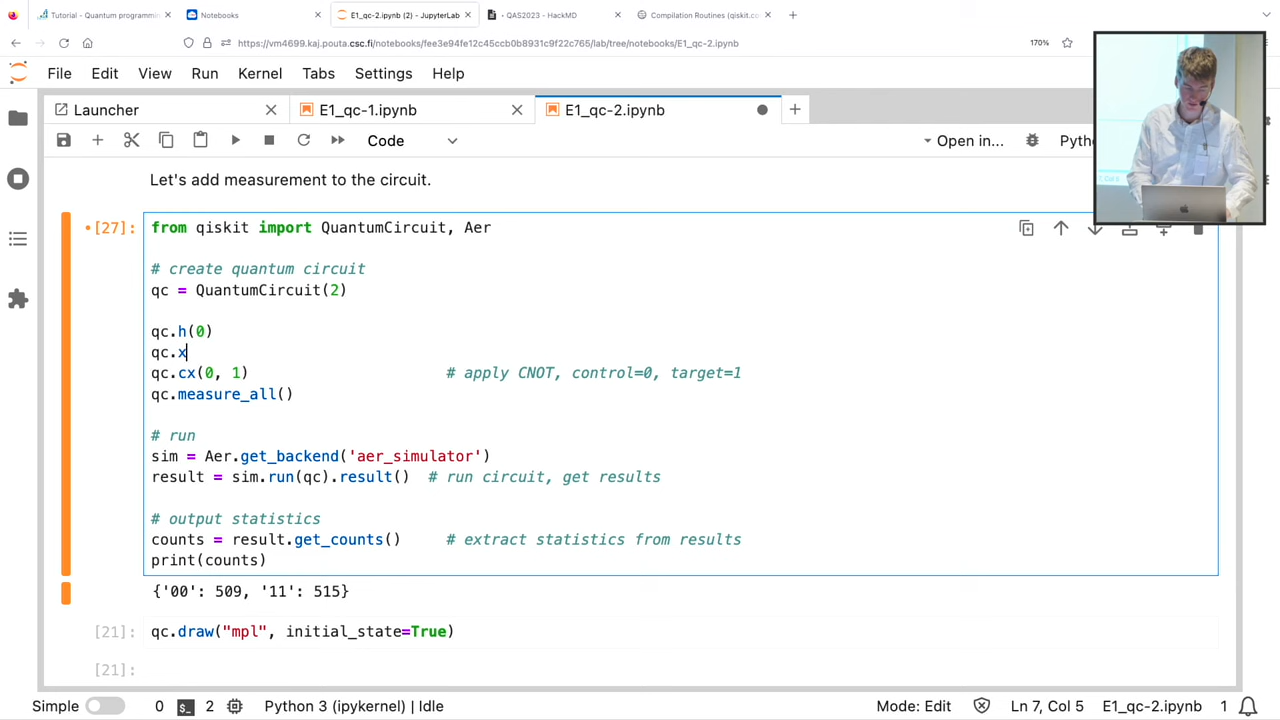 Tutorial - Quantum programmin
Notebooks
E1_qc-2.ipynb (2) - JupyterLab
- QAS2023 - HackMD
Compilation Routines (qiskit.c
https://vm4699.kaj.pouta.csc.fi/notebooks/fee3e94fe12c45ccb0b8931c9f22c765/lab/tree/notebooks/E1_qc-2.ipynb
170%
File Edit View Run Kernel Tabs Settings Help
Launcher
E1_qc-1.ipynb
E1_qc-2.ipynb
Code
Open in...
Pyth
Let's add measurement to the circuit.
[27]:
from qiskit import QuantumCircuit, Aer
# create quantum circuit
qc = QuantumCircuit(2)
qc.h(0)
qc.x
qc.cx(0, 1) # apply CNOT, control=0, target=1
qc.measure_all()
# run
sim = Aer.get_backend('aer_simulator')
result = sim.run(qc).result() # run circuit, get results
# output statistics
counts = result.get_counts() # extract statistics from results
print(counts)
{'00': 509, '11': 515}
[21]: qc.draw("mpl", initial_state=True)
[21]:
Simple 0 2 Python 3 (ipykernel) | Idle Mode: Edit Ln 7, Col 5 E1_qc-2.ipynb 1